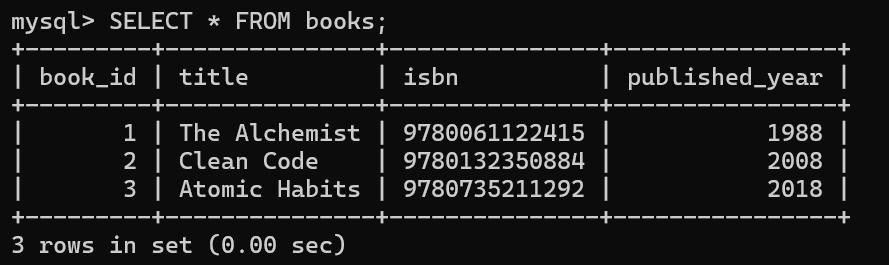 mysql> SELECT * FROM books;
+---------+----------------+---------------+----------------+
| book_id | title          | isbn          | published_year |
+---------+----------------+---------------+----------------+
|       1 | The Alchemist | 9780061122415 |           1988 |
|       2 | Clean Code    | 9780132350884 |           2008 |
|       3 | Atomic Habits | 9780735211292 |           2018 |
+---------+----------------+---------------+----------------+
3 rows in set (0.00 sec)